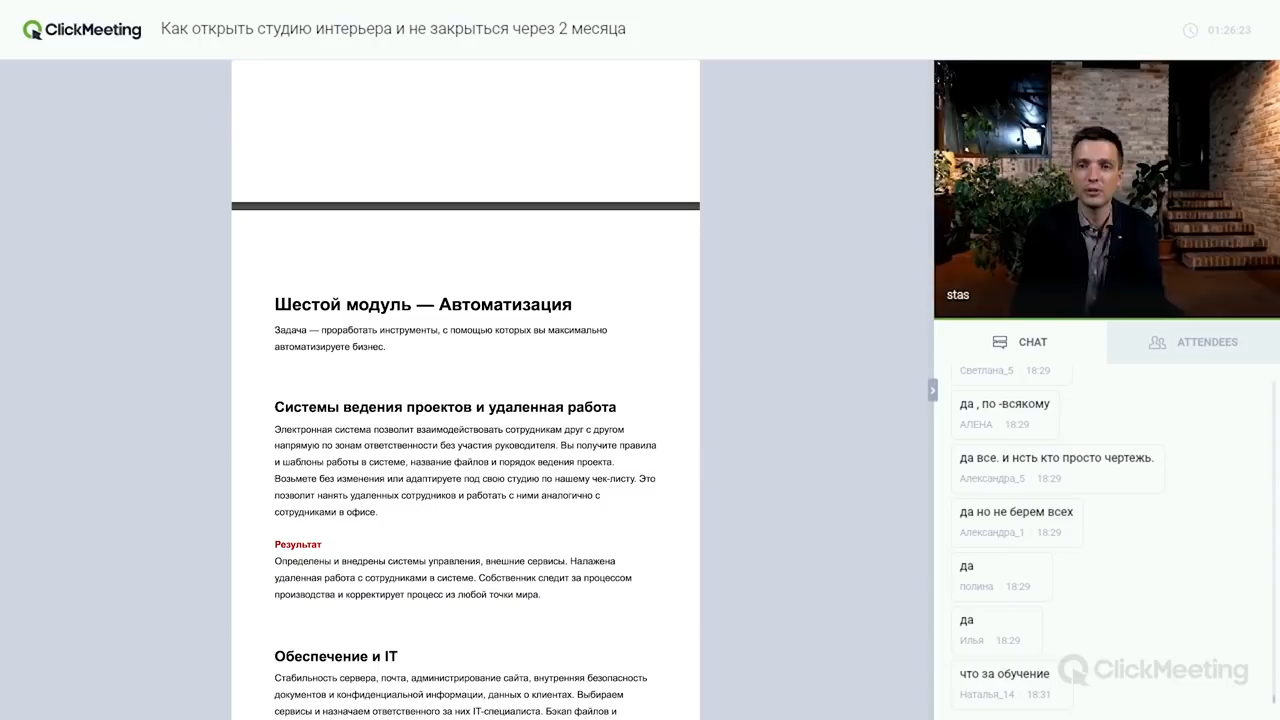 ClickMeeting
Как открыть студию интерьера и не закрыться через 2 месяца
01:26:23
Шестой модуль — Автоматизация
Задача — проработать инструменты, с помощью которых вы максимально
автоматизируете бизнес.
Системы ведения проектов и удаленная работа
Электронная система позволит взаимодействовать сотрудникам друг с другом
напрямую по зонам ответственности без участия руководителя. Вы получите правила
и шаблоны работы в системе, название файлов и порядок ведения проекта.
Возьмете без изменения или адаптируете под свою студию по нашему чек-листу. Это
позволит нанять удаленных сотрудников и работать с ними аналогично с
сотрудниками в офисе.
Результат
Определены и внедрены системы управления, внешние сервисы. Налажена
удаленная работа с сотрудниками в системе. Собственник следит за процессом
производства и корректирует процесс из любой точки мира.
Обеспечение и IT
Стабильность сервера, почта, администрирование сайта, внутренняя безопасность
документов и конфиденциальной информации, данных о клиентах. Выбираем
сервисы и назначаем ответственного за них IT-специалиста. Бэкап файлов и
stas
CHAT
ATTENDEES
Светлана_5 18:29
да , по -всякому
АЛЕНА 18:29
да все. и нсть кто просто чертежь.
Александра_5 18:29
да но не берем всех
Александра_1 18:29
да
полина 18:29
да
Илья 18:29
что за обучение
Наталья_14 18:31
ClickMeeting